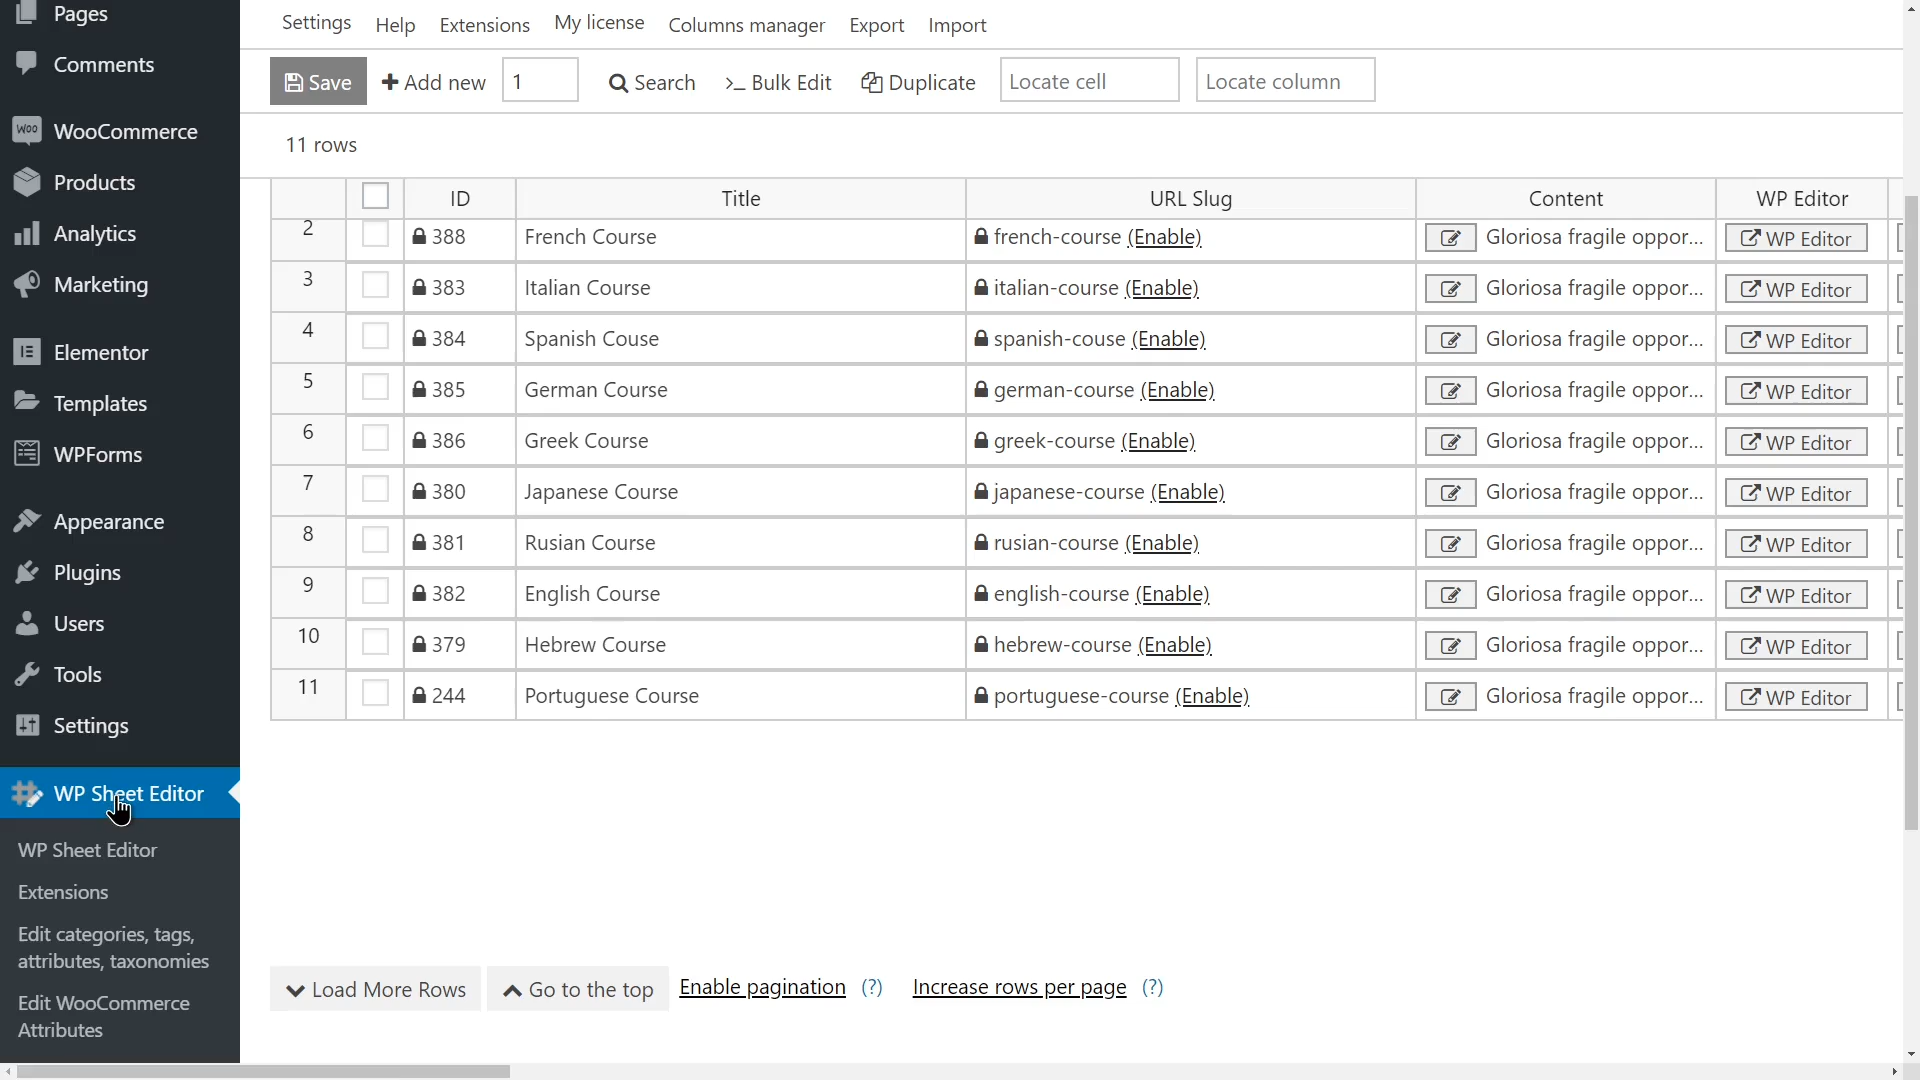 Pages
Comments
WooCommerce
Products
Analytics
Marketing
Elementor
Templates
WPForms
Appearance
Plugins
Users
Tools
Settings
WP Sheet Editor
WP Sheet Editor
Extensions
Edit categories, tags,
attributes, taxonomies
Edit WooCommerce
Attributes
Settings Help Extensions My license Columns manager Export Import
Save Add new 1 Search >_ Bulk Edit Duplicate Locate cell Locate column
11 rows
ID Title URL Slug Content WP Editor
2 388 French Course french-course (Enable) Gloriosa fragile oppor... WP Editor
3 383 Italian Course italian-course (Enable) Gloriosa fragile oppor... WP Editor
4 384 Spanish Couse spanish-couse (Enable) Gloriosa fragile oppor... WP Editor
5 385 German Course german-course (Enable) Gloriosa fragile oppor... WP Editor
6 386 Greek Course greek-course (Enable) Gloriosa fragile oppor... WP Editor
7 380 Japanese Course japanese-course (Enable) Gloriosa fragile oppor... WP Editor
8 381 Rusian Course rusian-course (Enable) Gloriosa fragile oppor... WP Editor
9 382 English Course english-course (Enable) Gloriosa fragile oppor... WP Editor
10 379 Hebrew Course hebrew-course (Enable) Gloriosa fragile oppor... WP Editor
11 244 Portuguese Course portuguese-course (Enable) Gloriosa fragile oppor... WP Editor
Load More Rows Go to the top Enable pagination (?) Increase rows per page (?)